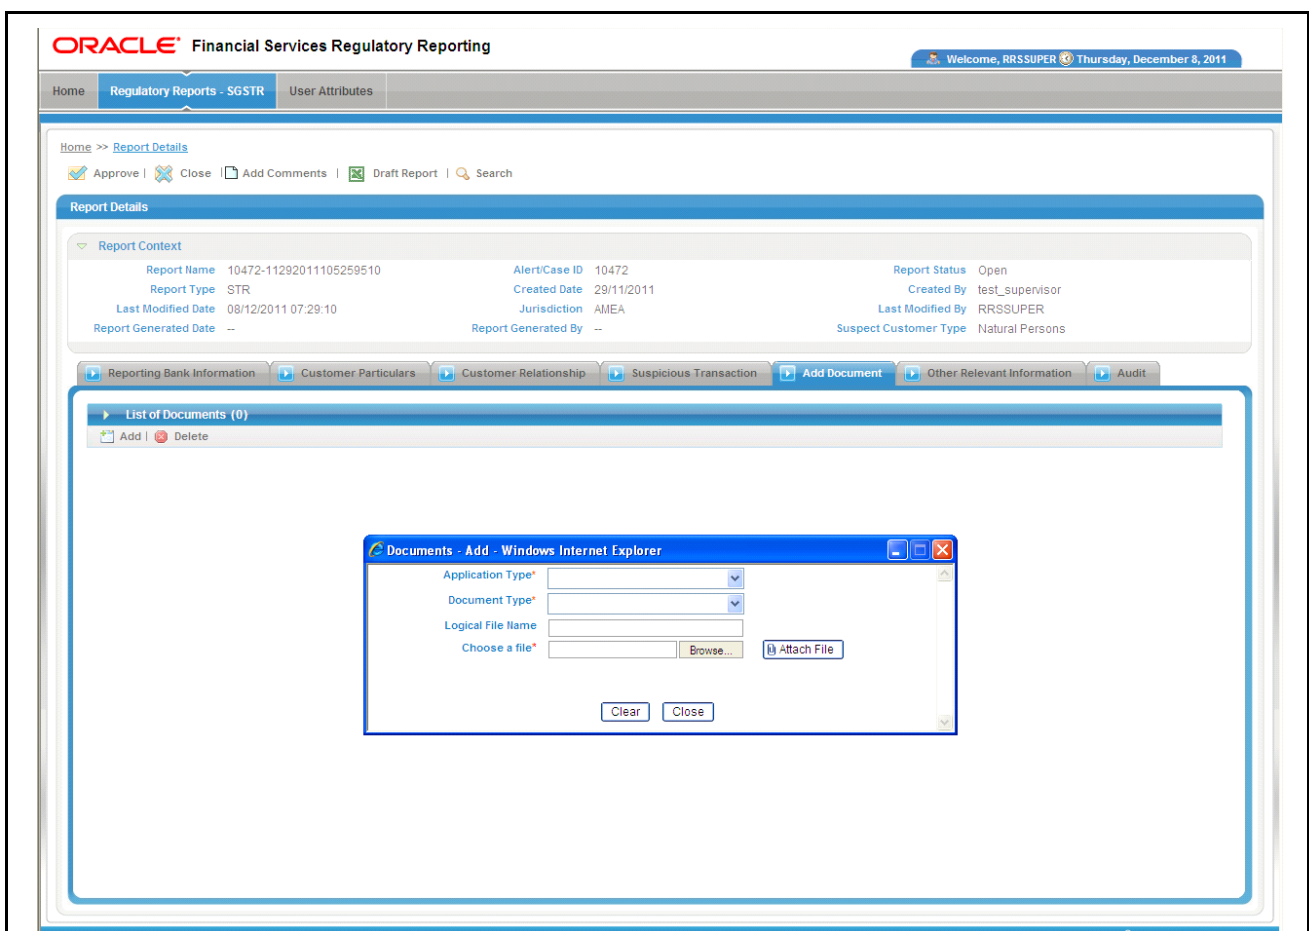 ORACLE® Financial Services Regulatory Reporting
Welcome, RRSSUPER Thursday, December 8, 2011
Home Regulatory Reports - SGSTR User Attributes
Home >> Report Details
Approve | Close | Add Comments | Draft Report | Search
Report Details
Report Context
Report Name 10472-11292011105259510 Alert/Case ID 10472 Report Status Open
Report Type STR Created Date 29/11/2011 Created By test_supervisor
Last Modified Date 08/12/2011 07:29:10 Jurisdiction AMEA Last Modified By RRSSUPER
Report Generated Date -- Report Generated By -- Suspect Customer Type Natural Persons
Reporting Bank Information Customer Particulars Customer Relationship Suspicious Transaction Add Document Other Relevant Information Audit
List of Documents (0)
Add | Delete
Documents - Add - Windows Internet Explorer
Application Type*
Document Type*
Logical File Name
Choose a file* Browse... Attach File
Clear Close